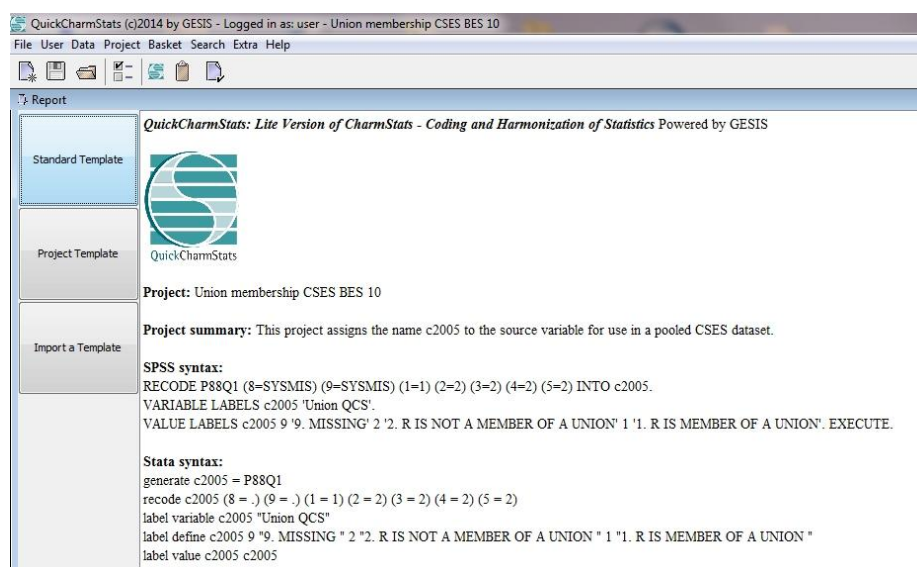 QuickCharmStats (c)2014 by GESIS - Logged in as: user - Union membership CSES BES 10
File User Data Project Basket Search Extra Help
Report
Standard Template
Project Template
Import a Template
QuickCharmStats: Lite Version of CharmStats - Coding and Harmonization of Statistics Powered by GESIS
QuickCharmStats
Project: Union membership CSES BES 10
Project summary: This project assigns the name c2005 to the source variable for use in a pooled CSES dataset.
SPSS syntax:
RECODE P88Q1 (8=SYSMIS) (9=SYSMIS) (1=1) (2=2) (3=2) (4=2) (5=2) INTO c2005.
VARIABLE LABELS c2005 'Union QCS'.
VALUE LABELS c2005 9 '9. MISSING' 2 '2. R IS NOT A MEMBER OF A UNION' 1 '1. R IS MEMBER OF A UNION'. EXECUTE.
Stata syntax:
generate c2005 = P88Q1
recode c2005 (8 = .) (9 = .) (1 = 1) (2 = 2) (3 = 2) (4 = 2) (5 = 2)
label variable c2005 "Union QCS"
label define c2005 9 "9. MISSING " 2 "2. R IS NOT A MEMBER OF A UNION " 1 "1. R IS MEMBER OF A UNION "
label value c2005 c2005